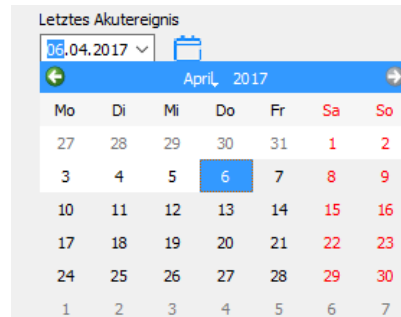 Letztes Akutereignis
06.04.2017
April, 2017
Mo Di Mi Do Fr Sa So
27 28 29 30 31 1 2
3 4 5 6 7 8 9
10 11 12 13 14 15 16
17 18 19 20 21 22 23
24 25 26 27 28 29 30
1 2 3 4 5 6 7